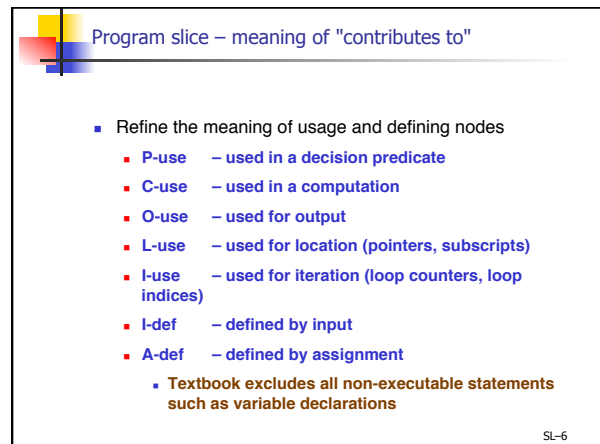 Program slice – meaning of "contributes to"
Refine the meaning of usage and defining nodes
P-use – used in a decision predicate
C-use – used in a computation
O-use – used for output
L-use – used for location (pointers, subscripts)
I-use – used for iteration (loop counters, loop
indices)
I-def – defined by input
A-def – defined by assignment
Textbook excludes all non-executable statements
such as variable declarations
SL–6